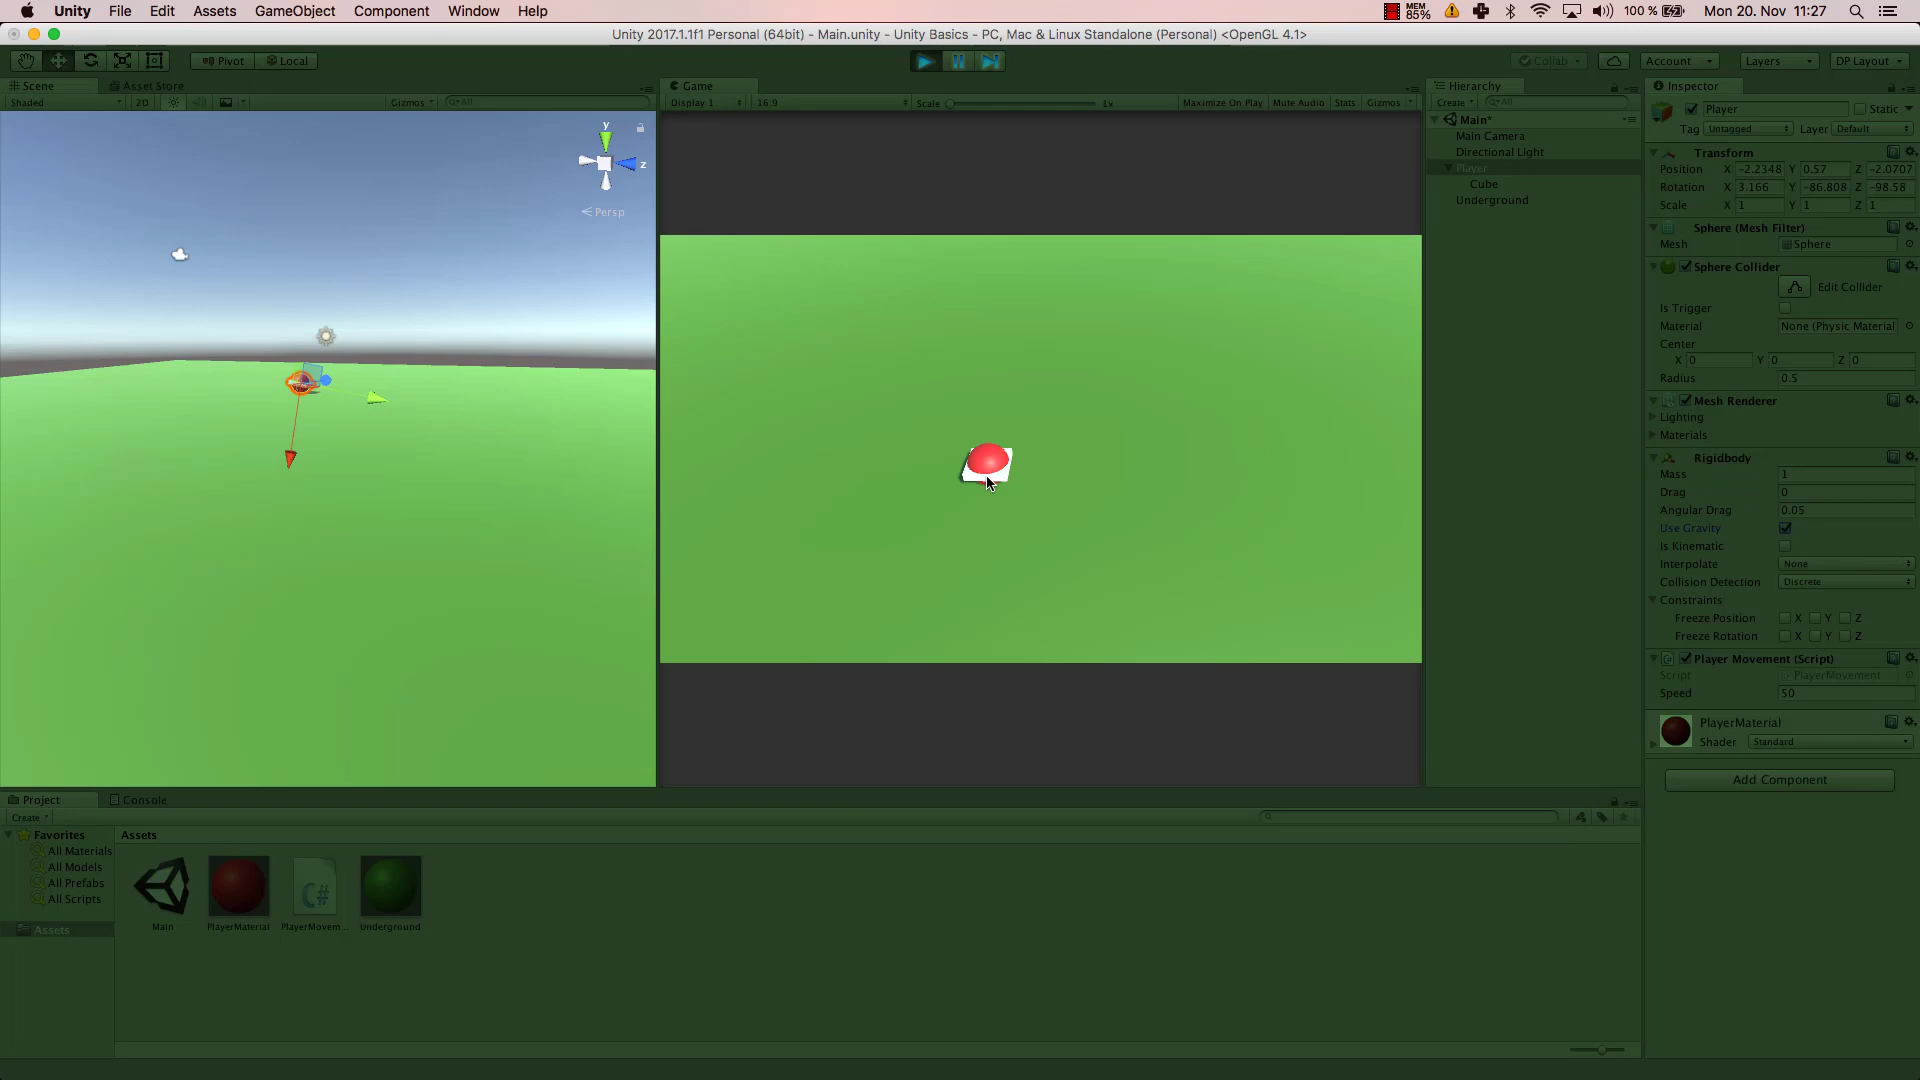 Unity File Edit Assets GameObject Component Window Help MEM 85% 100 % Mon 20. Nov 11:27
Unity 2017.1.1f1 Personal (64bit) - Main.unity - Unity Basics - PC, Mac & Linux Standalone (Personal) <OpenGL 4.1>
Pivot Local Collab Account Layers DP Layout
Scene Asset Store Game Hierarchy Inspector
Shaded 2D Gizmos All Display 1 16:9 Scale 1x Maximize On Play Mute Audio Stats Gizmos Create All
Player Static
Tag Untagged Layer Default
Main*
Main Camera
Directional Light
Player
Cube
Underground
y
z
Persp
Transform
Position X -2.2348 Y 0.57 Z -2.0707
Rotation X 3.166 Y -86.808 Z -98.58
Scale X 1 Y 1 Z 1
Sphere (Mesh Filter)
Mesh Sphere
Sphere Collider
Edit Collider
Is Trigger
Material None (Physic Material
Center
X 0 Y 0 Z 0
Radius 0.5
Mesh Renderer
Lighting
Materials
Rigidbody
Mass 1
Drag 0
Angular Drag 0.05
Use Gravity
Is Kinematic
Interpolate None
Collision Detection Discrete
Constraints
Freeze Position X Y Z
Freeze Rotation X Y Z
Player Movement (Script)
Script PlayerMovement
Speed 50
PlayerMaterial
Shader Standard
Add Component
Project Console
Create
Favorites
All Materials
All Models
All Prefabs
All Scripts
Assets
Assets
C#
Main PlayerMaterial PlayerMovem... Underground